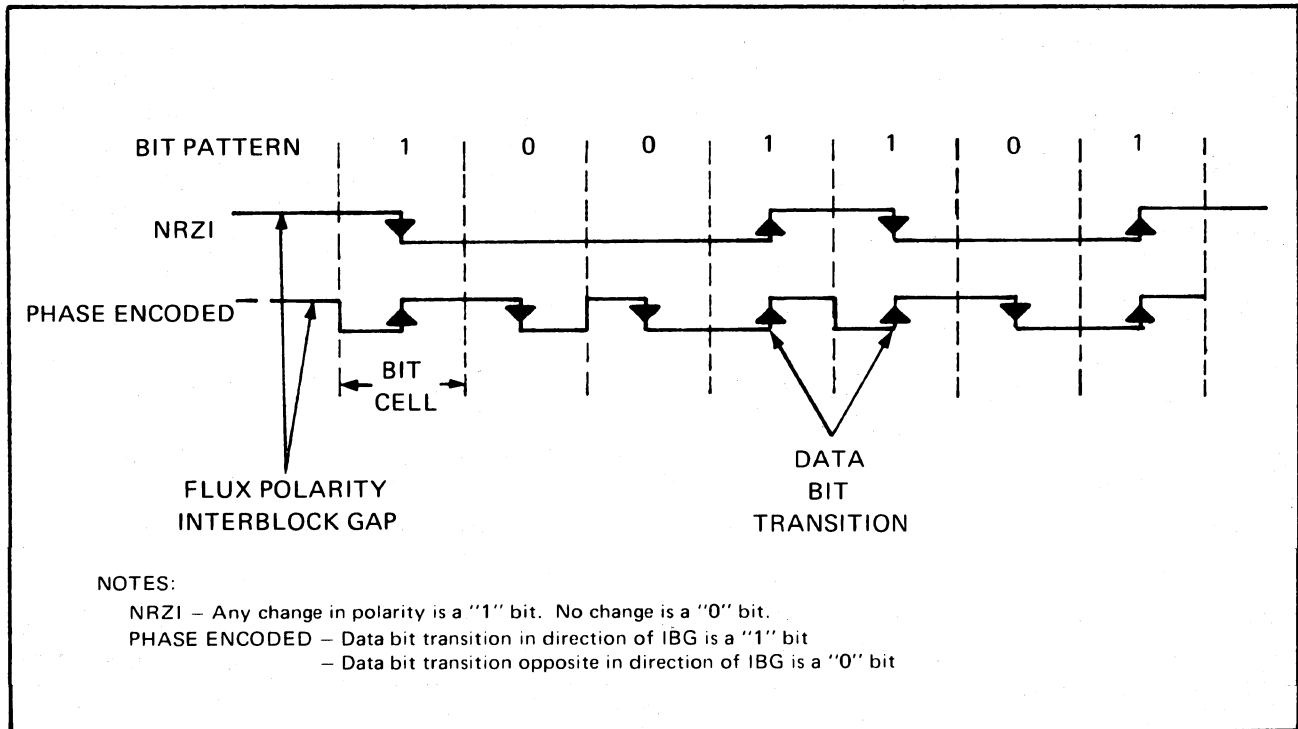 BIT PATTERN 1 0 0 1 1 0 1
NRZI
PHASE ENCODED
BIT
CELL
FLUX POLARITY
INTERBLOCK GAP
DATA
BIT
TRANSITION
NOTES:
NRZI – Any change in polarity is a "1" bit. No change is a "0" bit.
PHASE ENCODED – Data bit transition in direction of IBG is a "1" bit
– Data bit transition opposite in direction of IBG is a "0" bit